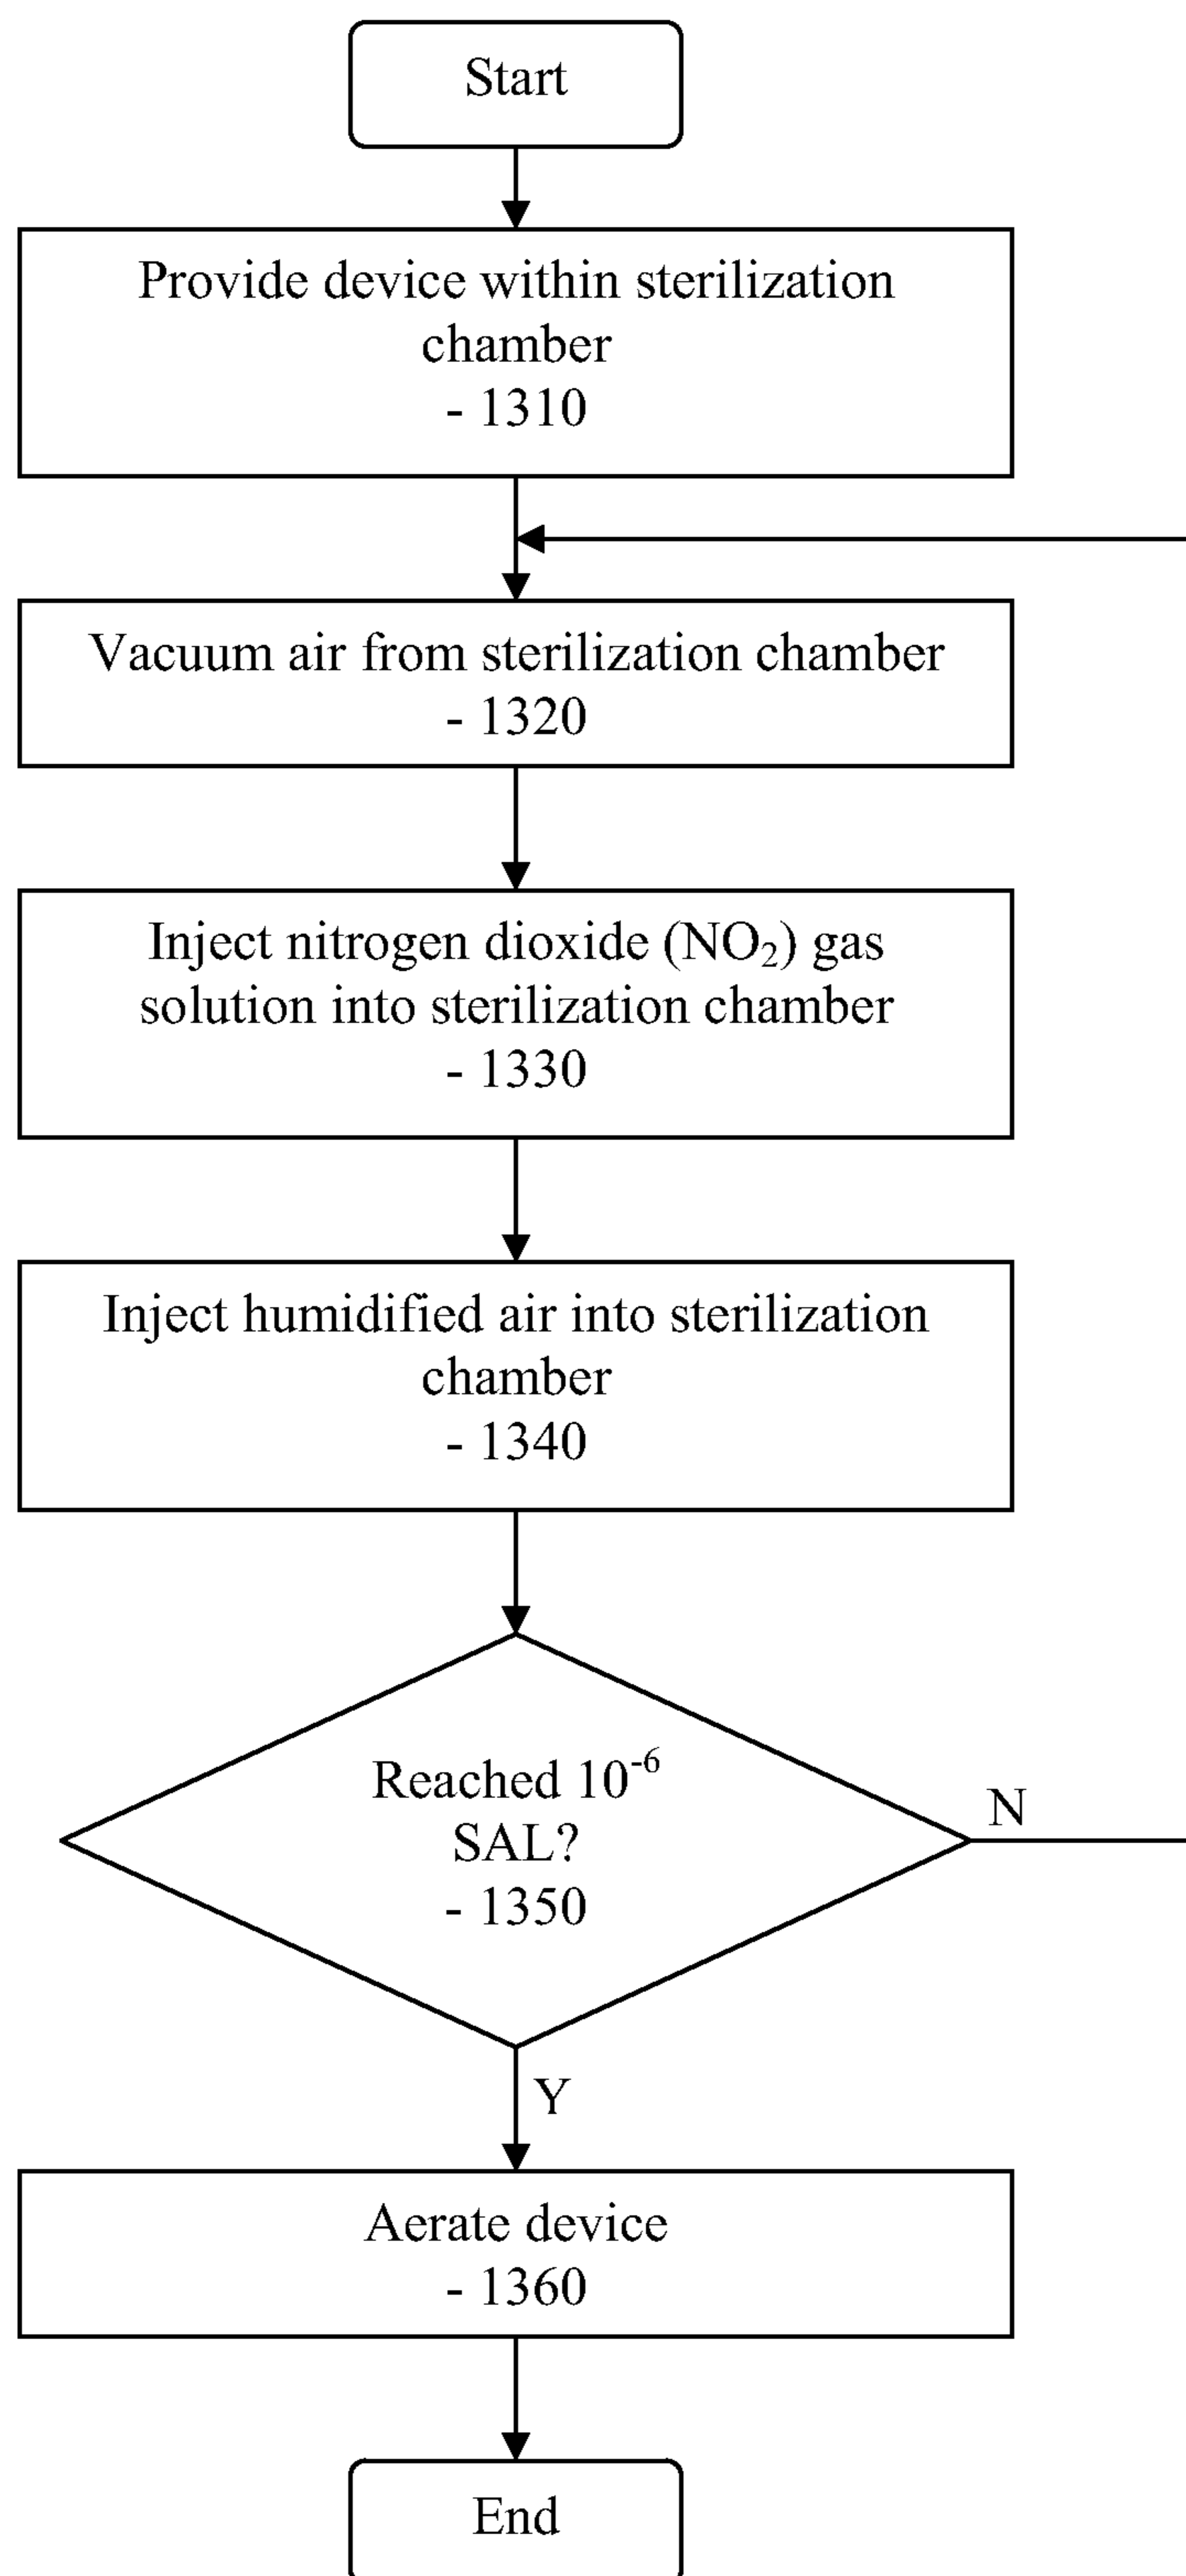 Start
Provide device within sterilization
chamber
- 1310
Vacuum air from sterilization chamber
- 1320
Inject nitrogen dioxide (NO₂) gas
solution into sterilization chamber
- 1330
Inject humidified air into sterilization
chamber
- 1340
Reached 10⁻⁶
SAL?
- 1350
N
Y
Aerate device
- 1360
End